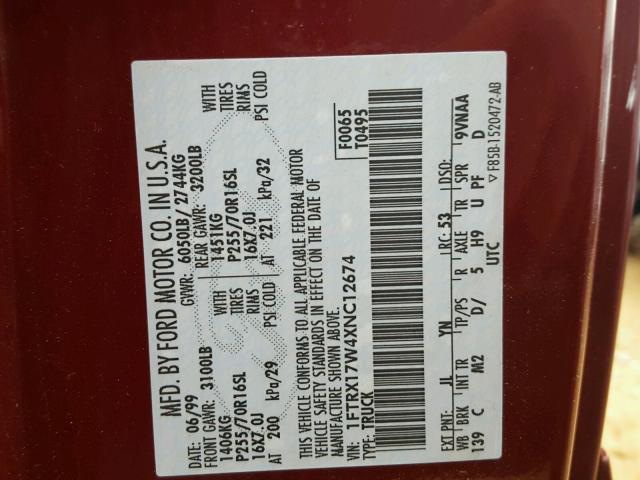 MFD. BY FORD MOTOR CO. IN U.S.A.
DATE: 06/99 GVWR: 6050LB/ 2744KG
FRONT GAWR: 3100LB REAR GAWR: 3200LB
1406KG WITH 1451KG WITH
P255/70R16SL TIRES P255/70R16SL TIRES
16X7.0J RIMS 16X7.0J RIMS
AT 200 kPa/29 PSI COLD AT 221 kPa/32 PSI COLD
THIS VEHICLE CONFORMS TO ALL APPLICABLE FEDERAL MOTOR
VEHICLE SAFETY STANDARDS IN EFFECT ON THE DATE OF
MANUFACTURE SHOWN ABOVE.
VIN: 1FTRX17W4XNC12674
TYPE: TRUCK
F0065
T0495
EXT PNT: JL YN RC: 53 DSO: 9VNAA
WB BRK INT TR TP/PS R AXLE TR SPR
139 C M2 D/ 5 H9 U PF D
UTC ▽ F85B-1520472-AB